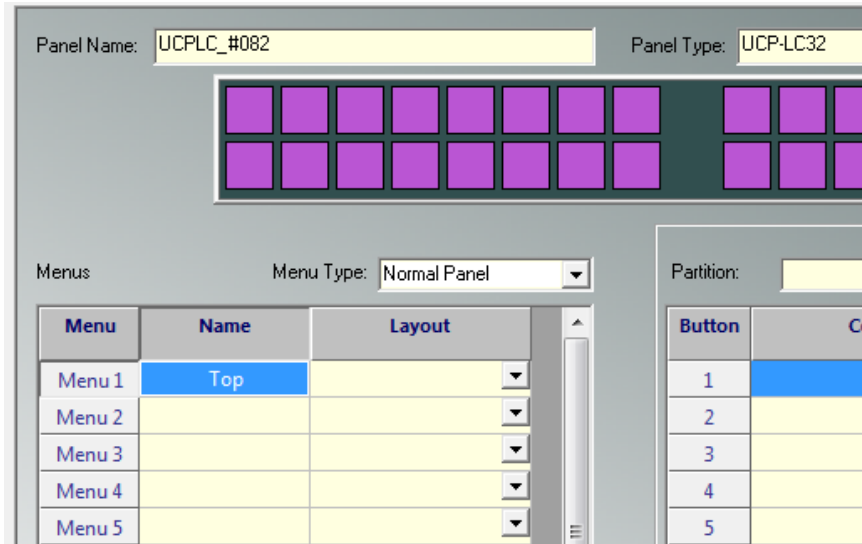 Panel Name: UCPLC_#082 Panel Type: UCP-LC32
Menus Menu Type: Normal Panel Partition:
Menu Name Layout Button
Menu 1 Top 1
Menu 2 2
Menu 3 3
Menu 4 4
Menu 5 5